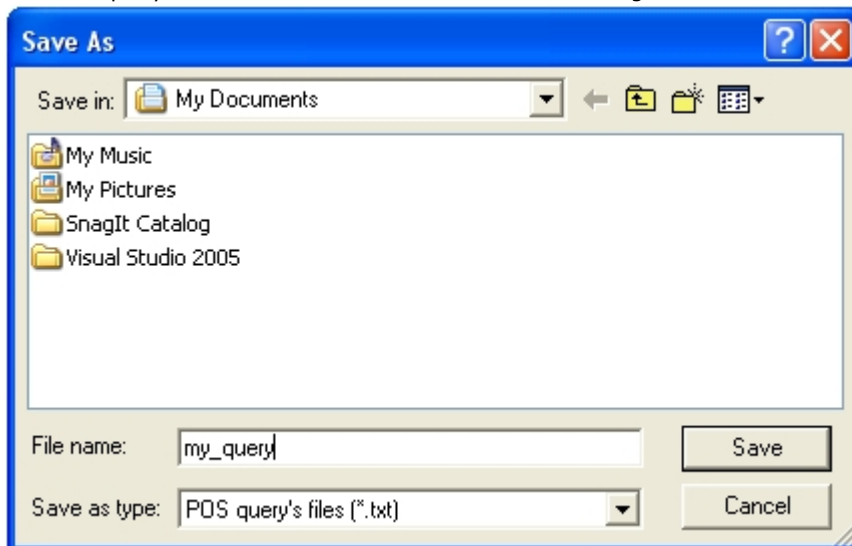 Save As
Save in: My Documents
My Music
My Pictures
SnagIt Catalog
Visual Studio 2005
File name: my_query Save
Save as type: POS query's files (*.txt) Cancel